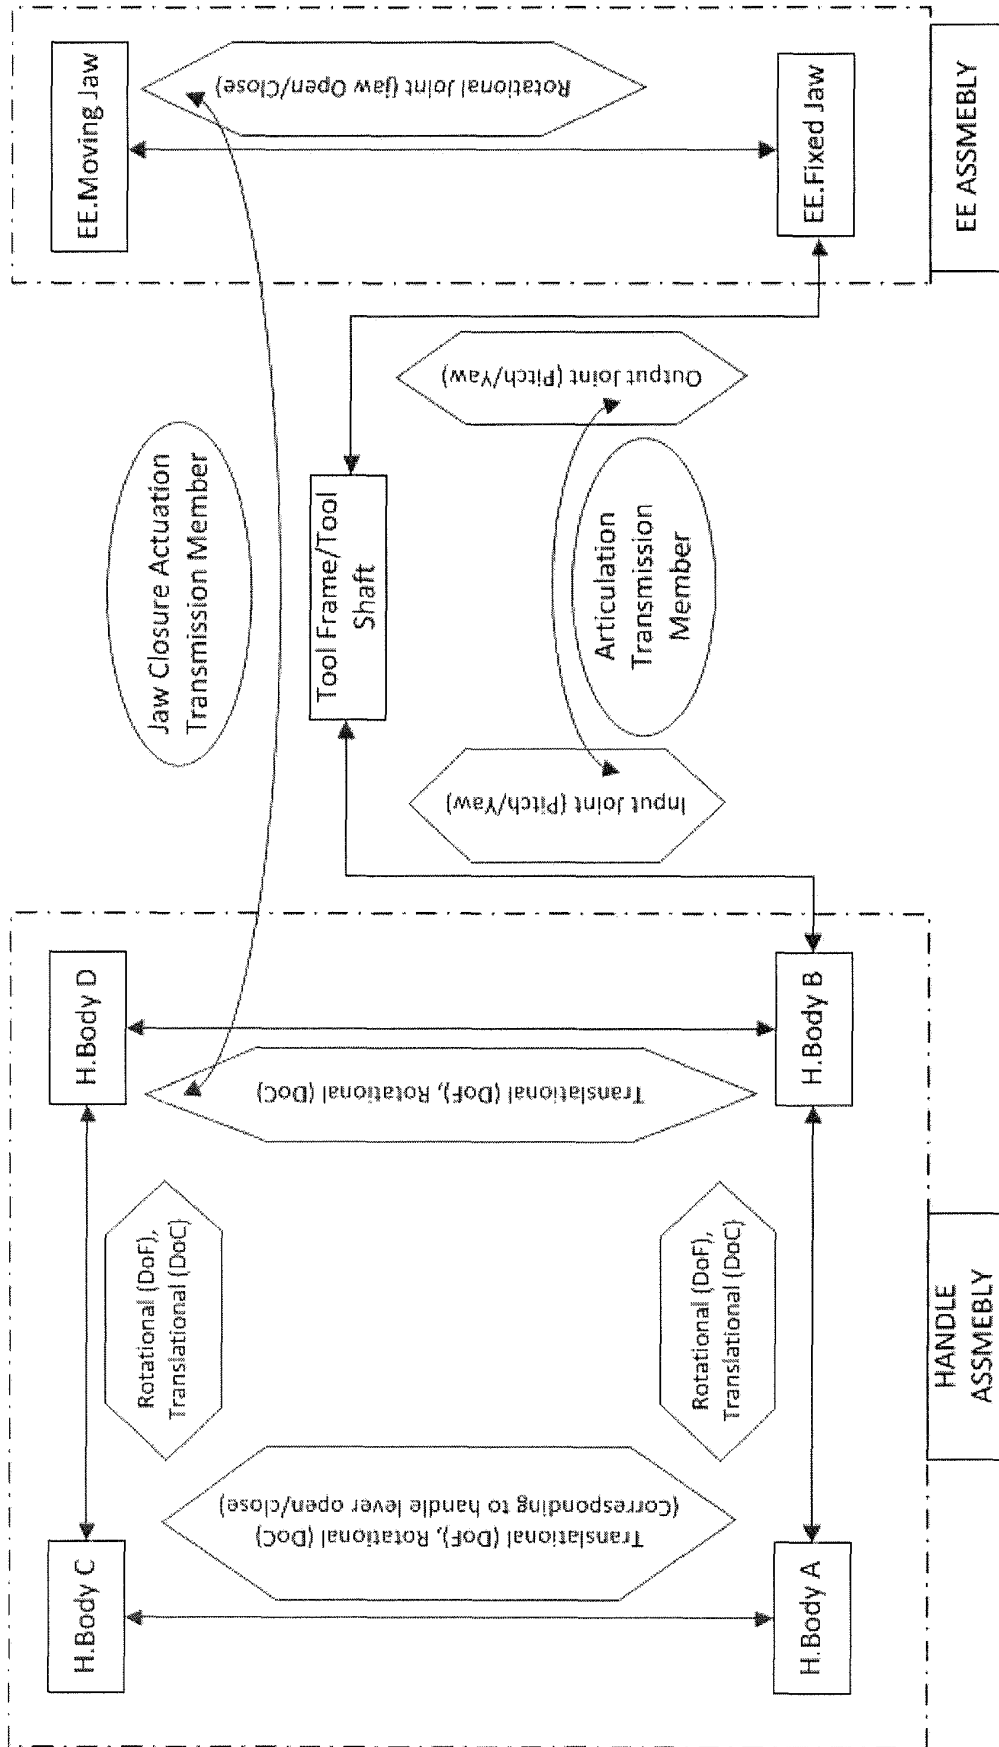 H.Body C
Rotational (DoF),
Translational (DoC)
H.Body D
Jaw Closure Actuation
Transmission Member
EE.Moving Jaw
Translational (DoF), Rotational (DoC)
(Corresponding to handle lever open/close)
Translational (DoF), Rotational (DoC)
Rotational Joint (jaw Open/Close)
Tool Frame/Tool
Shaft
Input Joint (Pitch/Yaw)
Output Joint (Pitch/Yaw)
Articulation
Transmission
Member
H.Body A
Rotational (DoF),
Translational (DoC)
H.Body B
EE.Fixed Jaw
HANDLE
ASSMEBLY
EE ASSMEBLY